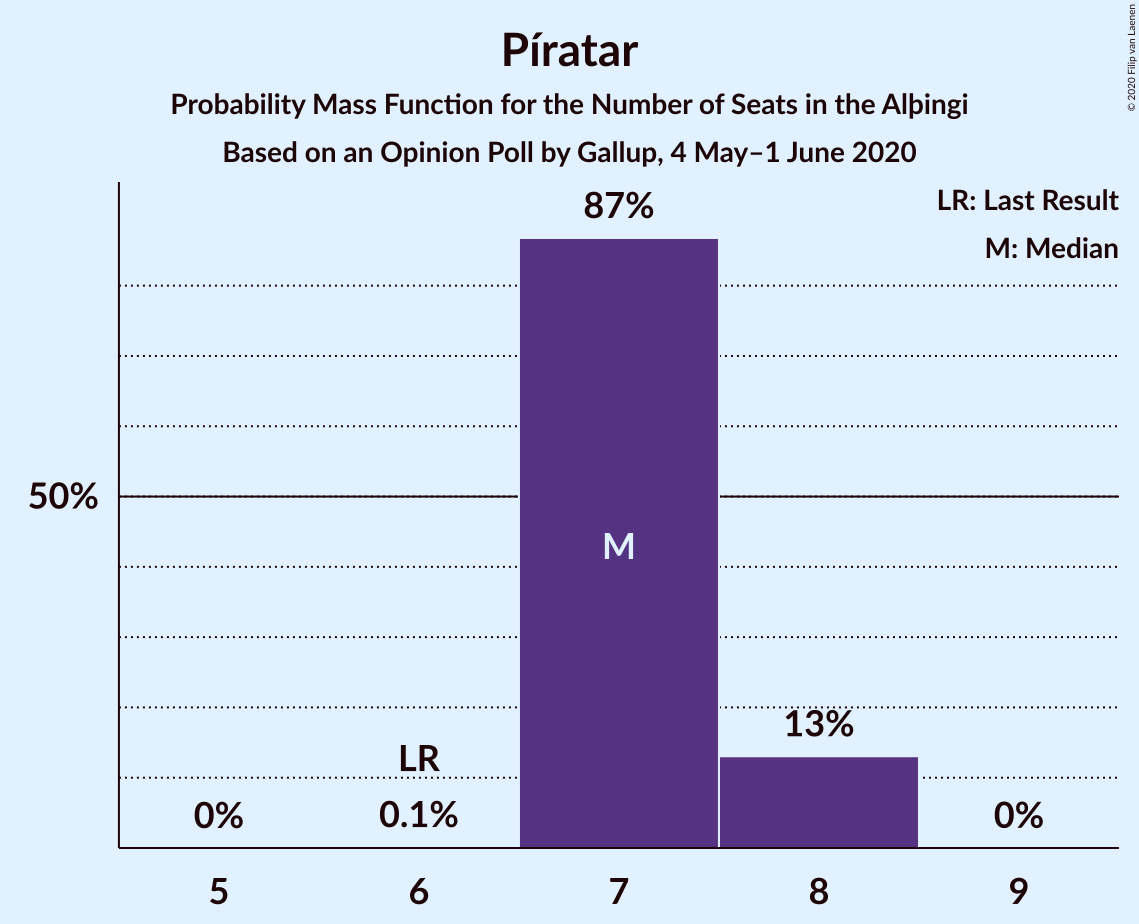 Píratar
Probability Mass Function for the Number of Seats in the Alþingi
Based on an Opinion Poll by Gallup, 4 May–1 June 2020
© 2020 Filip van Laenen
LR: Last Result
M: Median
87%
50%
M
13%
LR
0%
0.1%
0%
5 6 7 8 9